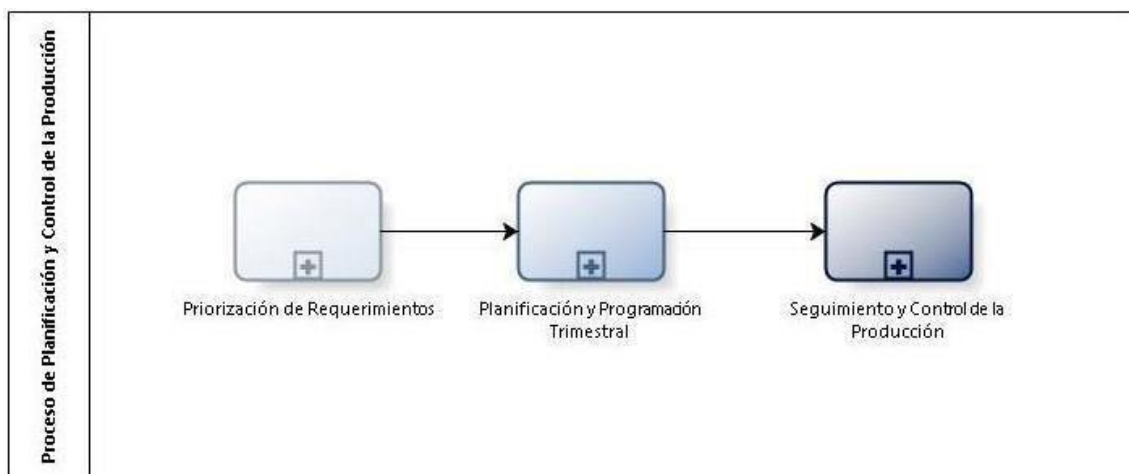 Proceso de Planificación y Control de la Producción
Priorización de Requerimientos
Planificación y Programación
Trimestral
Seguimiento y Control de la
Producción